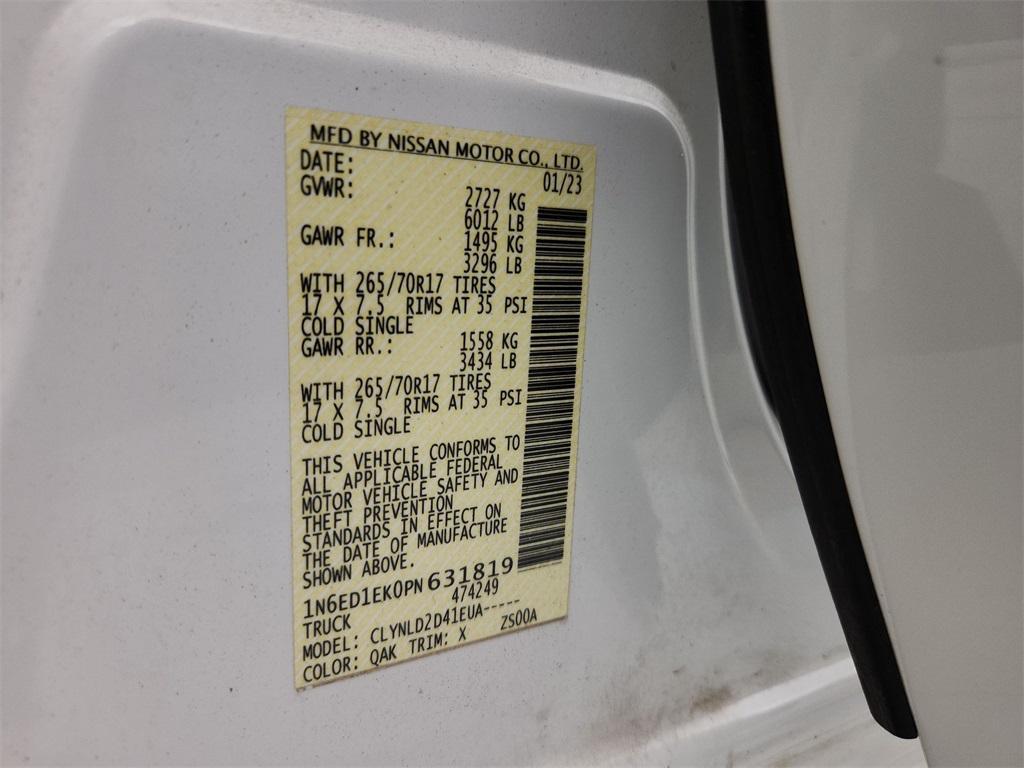 MFD BY NISSAN MOTOR CO., LTD.
DATE: 01/23
GVWR: 2727 KG
6012 LB
GAWR FR.: 1495 KG
3296 LB
WITH 265/70R17 TIRES
17 X 7.5 RIMS AT 35 PSI
COLD SINGLE
GAWR RR.: 1558 KG
3434 LB
WITH 265/70R17 TIRES
17 X 7.5 RIMS AT 35 PSI
COLD SINGLE
THIS VEHICLE CONFORMS TO
ALL APPLICABLE FEDERAL
MOTOR VEHICLE SAFETY AND
THEFT PREVENTION
STANDARDS IN EFFECT ON
THE DATE OF MANUFACTURE
SHOWN ABOVE.
1N6ED1EK0PN631819
TRUCK 474249
MODEL: CLYNLD2D41EUA-----
COLOR: QAK TRIM: X ZS00A